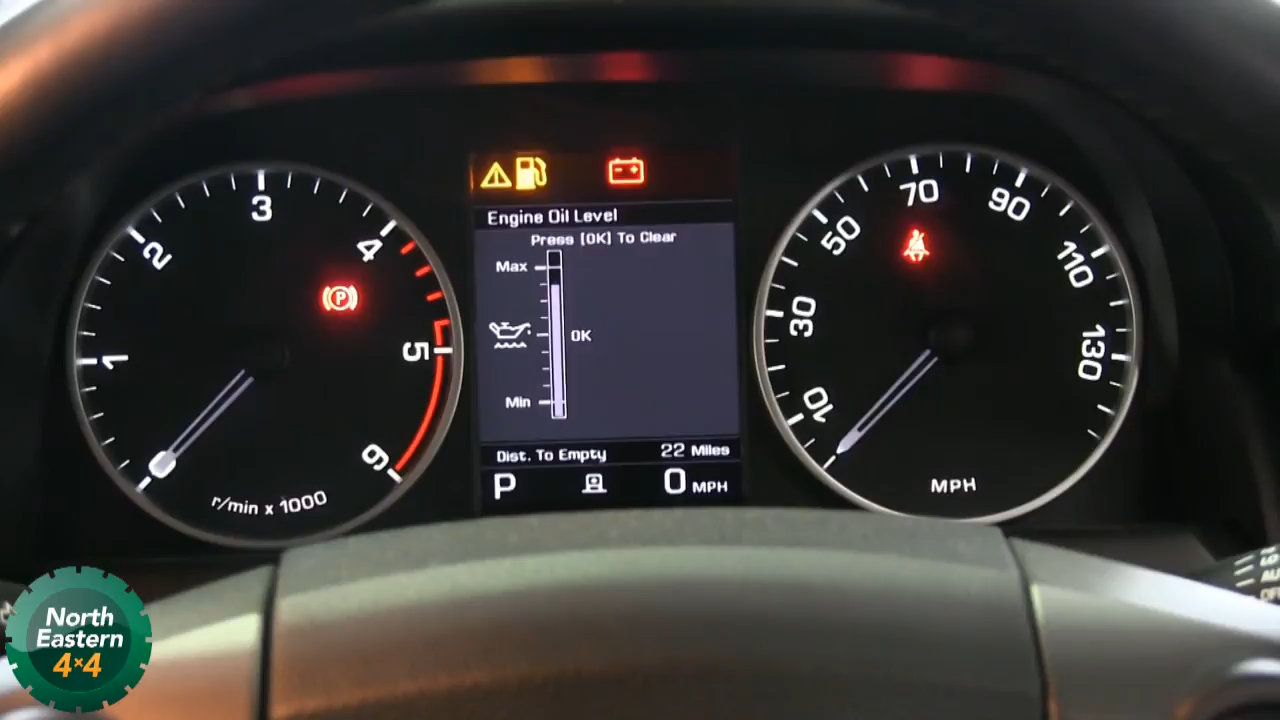 Engine Oil Level
Press [OK] To Clear
Max
OK
Min
Dist. To Empty 22 Miles
P 0 MPH
1
2
3
4
5
6
r/min x 1000
P
10
30
50
70
90
110
130
MPH
North
Eastern
4x4